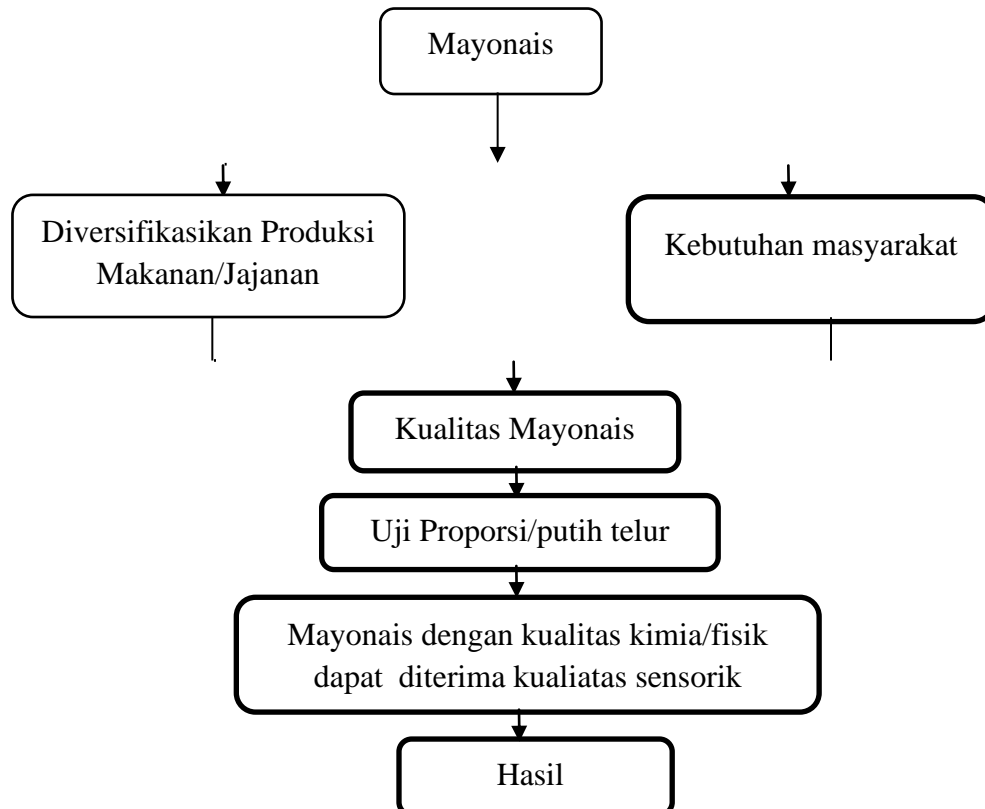 Mayonais
Diversifikasikan Produksi
Makanan/Jajanan
Kebutuhan masyarakat
Kualitas Mayonais
Uji Proporsi/putih telur
Mayonais dengan kualitas kimia/fisik
dapat diterima kualiatas sensorik
Hasil